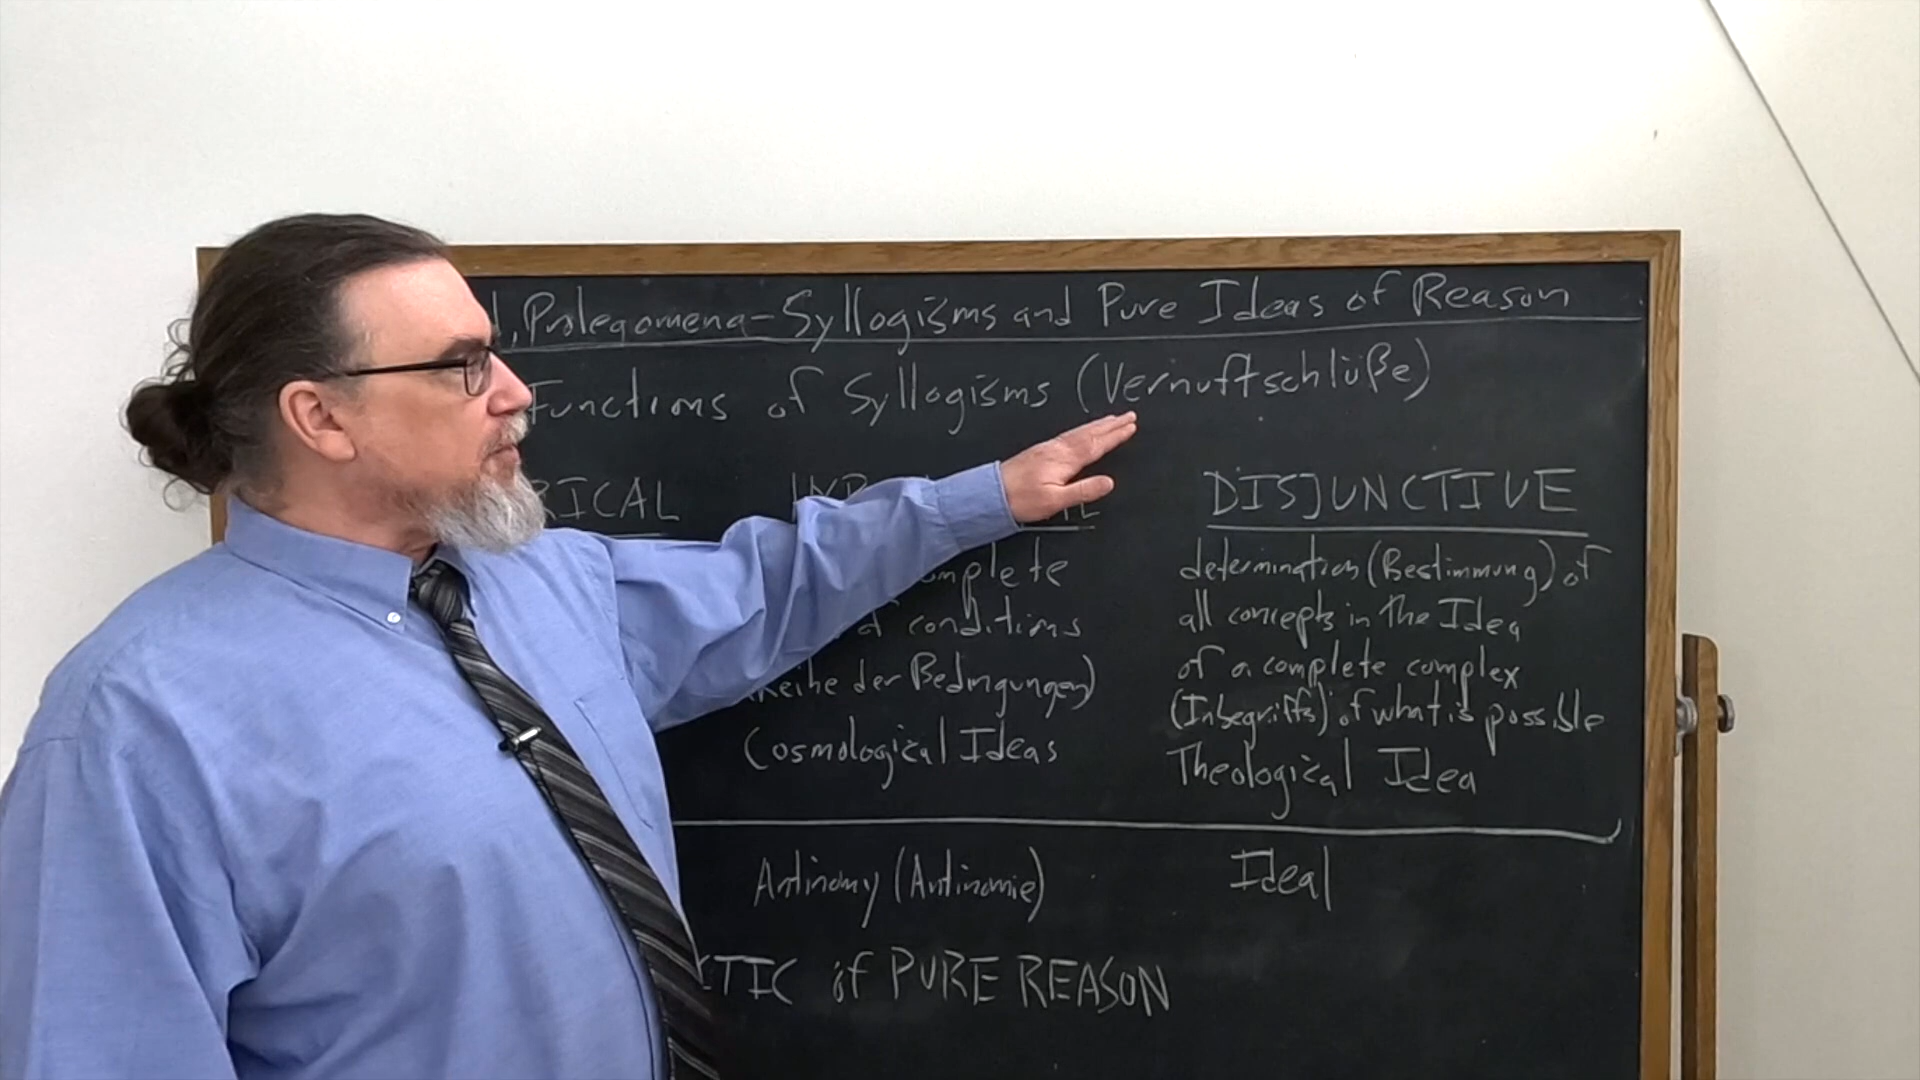 , Prolegomena - Syllogisms and Pure Ideas of Reason
Functions of Syllogisms (Vernuftschlüße)
RICAL DISJUNCTIVE
complete determination (Bestimmung) of
of conditions all concepts in the Idea
Reihe der Bedingungen) of a complete complex
(Inbegriffs) of what is possible
Cosmological Ideas Theological Idea
Antinomy (Antinomie) Ideal
CTIC of PURE REASON